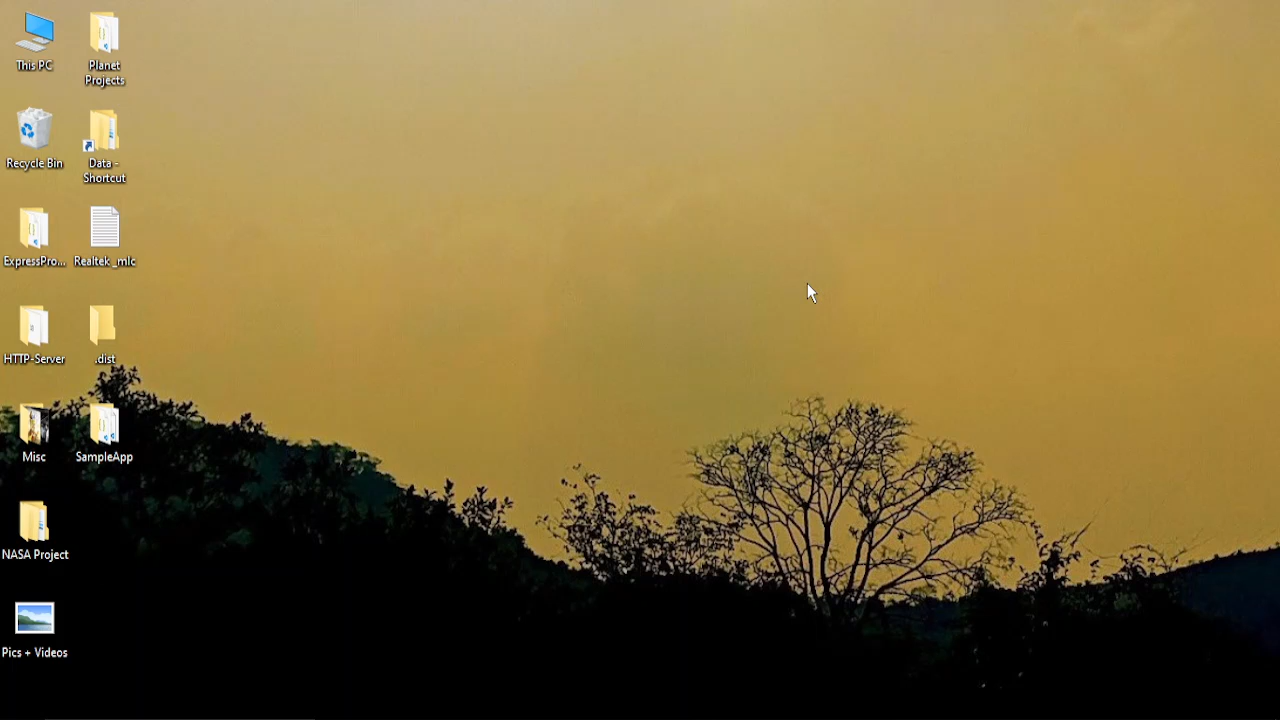 This PC
Planet
Projects
Recycle Bin
Data -
Shortcut
ExpressPro...
Realtek_mic
HTTP-Server
.dist
Misc
SampleApp
NASA Project
Pics + Videos